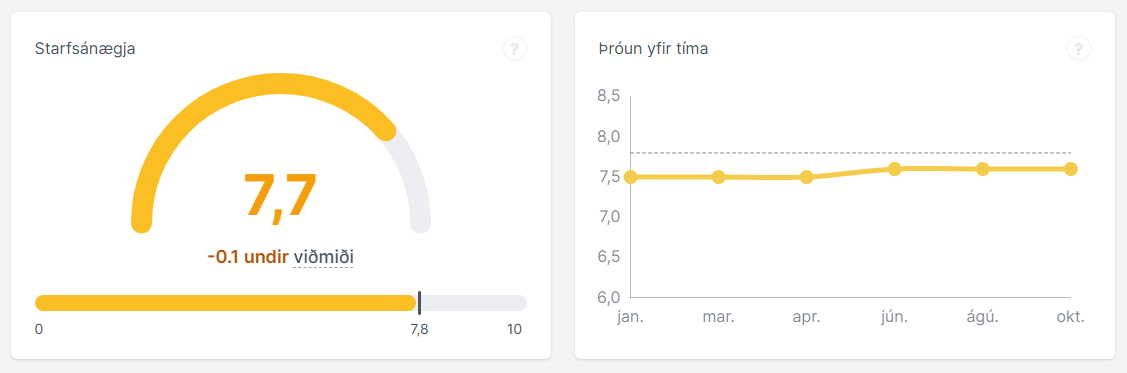 Starfsánægja
?
7,7
-0.1 undir viðmiði
0
7,8
10
Þróun yfir tíma
?
8,5
8,0
7,5
7,0
6,5
6,0
jan.
mar.
apr.
jún.
ágú.
okt.